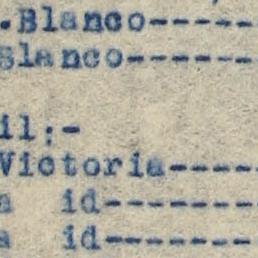 .Blanco-----
Blanco-----
il:-
Victoria----
a id-------
a id-------